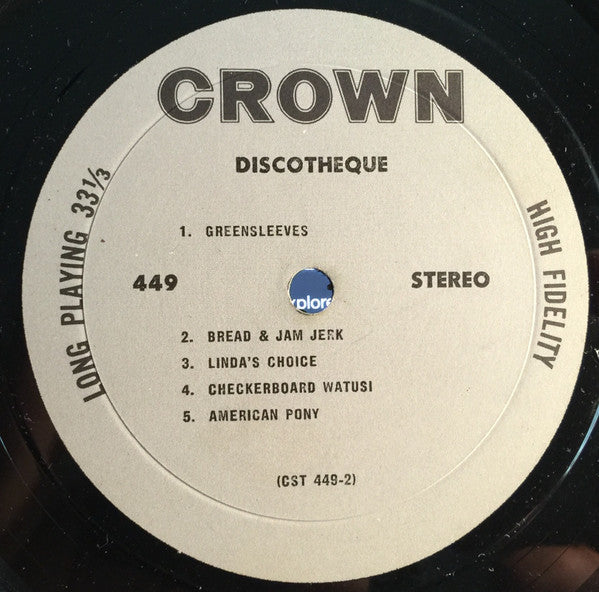 CROWN
DISCOTHEQUE
LONG PLAYING 33⅓
HIGH FIDELITY
1. GREENSLEEVES
449
STEREO
xplore
2. BREAD & JAM JERK
3. LINDA'S CHOICE
4. CHECKERBOARD WATUSI
5. AMERICAN PONY
(CST 449-2)